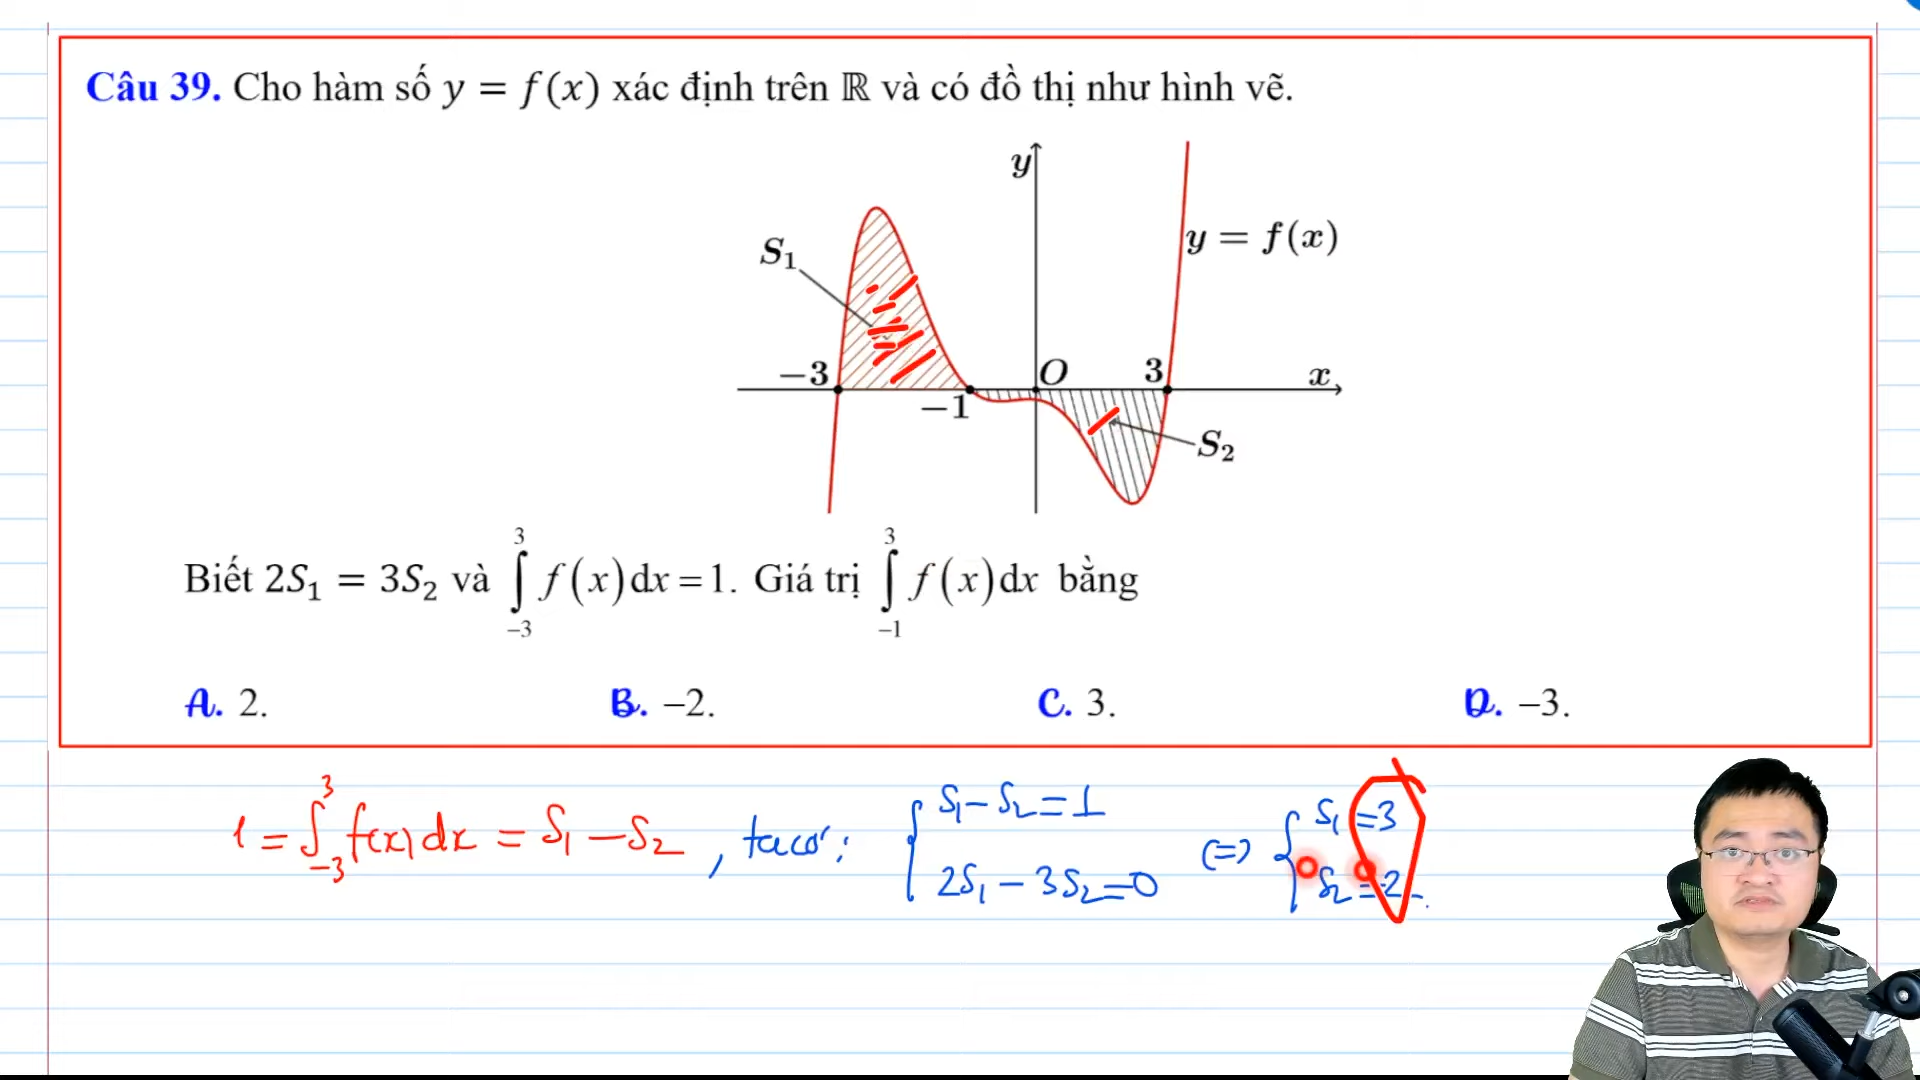 Câu 39. Cho hàm số y = f(x) xác định trên ℝ và có đồ thị như hình vẽ.
y
S₁
y = f(x)
−3
O
3
x
−1
S₂
Biết 2S₁ = 3S₂ và ∫₋₃³ f(x)dx = 1. Giá trị ∫₋₁³ f(x)dx bằng
A. 2. B. −2. C. 3. D. −3.
1 = ∫₋₃³ f(x)dx = S₁ − S₂ , ta có: { S₁ − S₂ = 1 ; 2S₁ − 3S₂ = 0 (=) { S₁ = 3 ; S₂ = 2